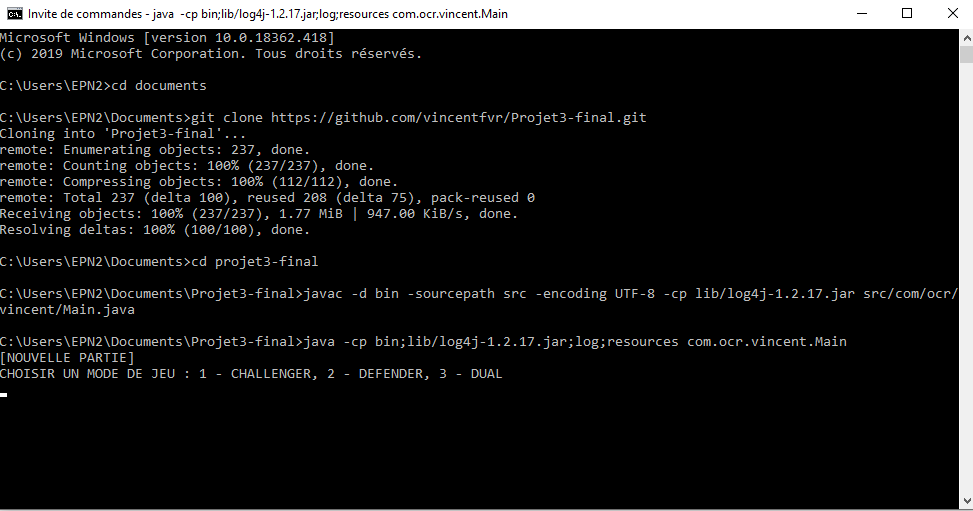 Invite de commandes - java -cp bin;lib/log4j-1.2.17.jar;log;resources com.ocr.vincent.Main
Microsoft Windows [version 10.0.18362.418]
(c) 2019 Microsoft Corporation. Tous droits réservés.
C:\Users\EPN2>cd documents
C:\Users\EPN2\Documents>git clone https://github.com/vincentfvr/Projet3-final.git
Cloning into 'Projet3-final'...
remote: Enumerating objects: 237, done.
remote: Counting objects: 100% (237/237), done.
remote: Compressing objects: 100% (112/112), done.
remote: Total 237 (delta 100), reused 208 (delta 75), pack-reused 0
Receiving objects: 100% (237/237), 1.77 MiB | 947.00 KiB/s, done.
Resolving deltas: 100% (100/100), done.
C:\Users\EPN2\Documents>cd projet3-final
C:\Users\EPN2\Documents\Projet3-final>javac -d bin -sourcepath src -encoding UTF-8 -cp lib/log4j-1.2.17.jar src/com/ocr/
vincent/Main.java
C:\Users\EPN2\Documents\Projet3-final>java -cp bin;lib/log4j-1.2.17.jar;log;resources com.ocr.vincent.Main
[NOUVELLE PARTIE]
CHOISIR UN MODE DE JEU : 1 - CHALLENGER, 2 - DEFENDER, 3 - DUAL